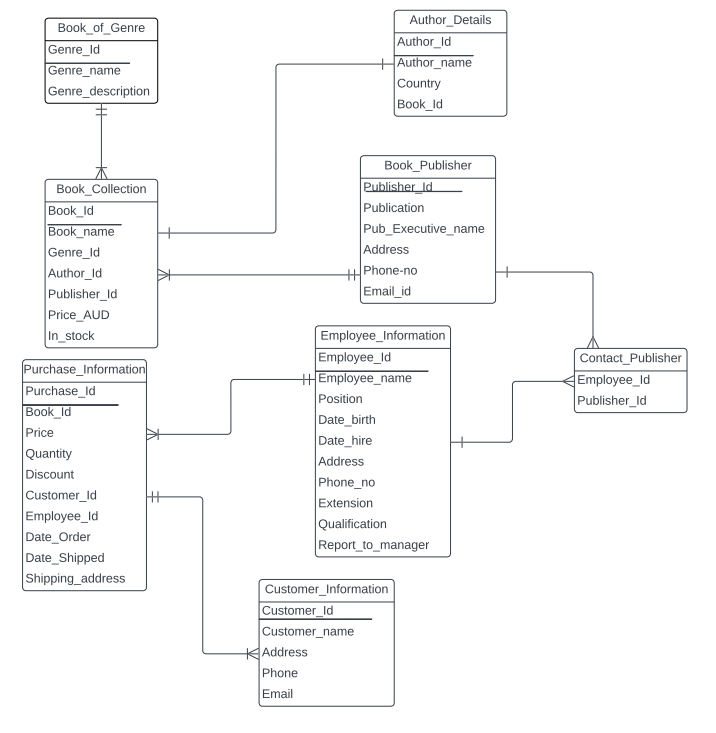 Book_of_Genre
Genre_Id
Genre_name
Genre_description
Author_Details
Author_Id
Author_name
Country
Book_Id
Book_Collection
Book_Id
Book_name
Genre_Id
Author_Id
Publisher_Id
Price_AUD
In_stock
Book_Publisher
Publisher_Id
Publication
Pub_Executive_name
Address
Phone-no
Email_id
Purchase_Information
Purchase_Id
Book_Id
Price
Quantity
Discount
Customer_Id
Employee_Id
Date_Order
Date_Shipped
Shipping_address
Employee_Information
Employee_Id
Employee_name
Position
Date_birth
Date_hire
Address
Phone_no
Extension
Qualification
Report_to_manager
Contact_Publisher
Employee_Id
Publisher_Id
Customer_Information
Customer_Id
Customer_name
Address
Phone
Email